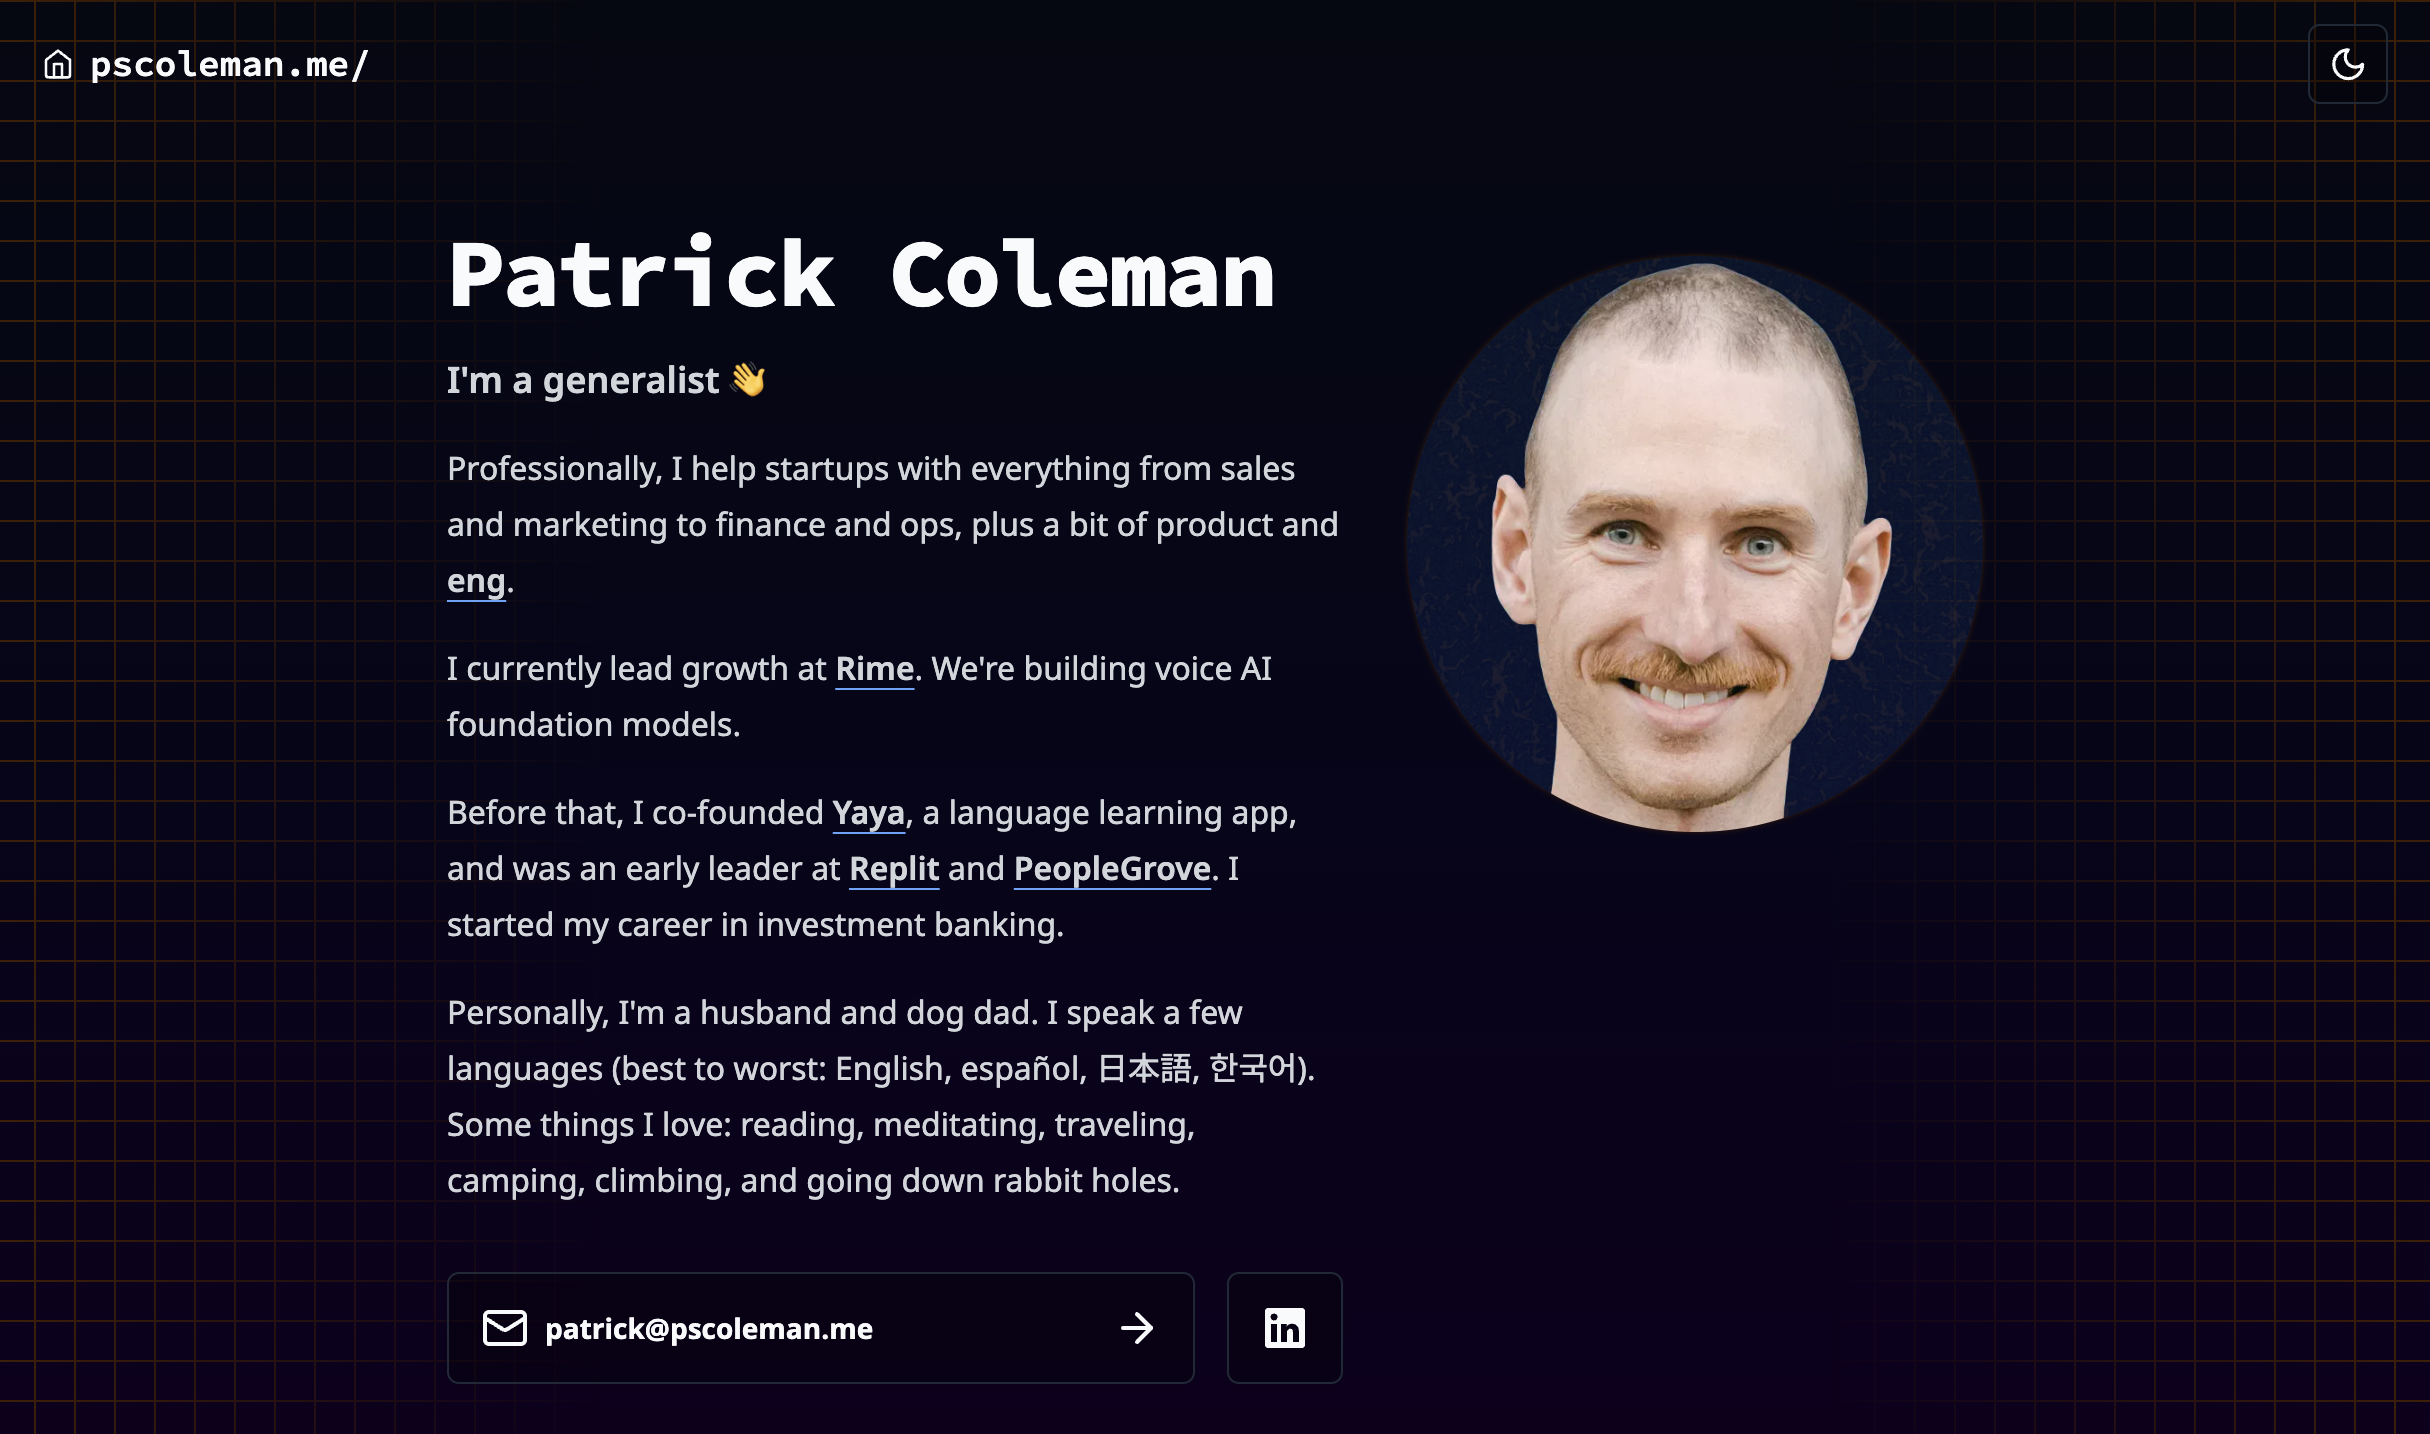 pscoleman.me/
Patrick Coleman
I'm a generalist 👋
Professionally, I help startups with everything from sales
and marketing to finance and ops, plus a bit of product and
eng.
I currently lead growth at Rime. We're building voice AI
foundation models.
Before that, I co-founded Yaya, a language learning app,
and was an early leader at Replit and PeopleGrove. I
started my career in investment banking.
Personally, I'm a husband and dog dad. I speak a few
languages (best to worst: English, español, 日本語, 한국어).
Some things I love: reading, meditating, traveling,
camping, climbing, and going down rabbit holes.
patrick@pscoleman.me
in